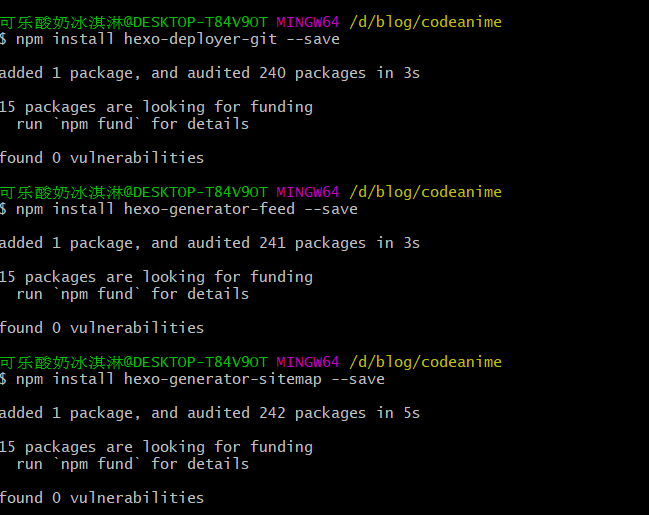 可乐酸奶冰淇淋@DESKTOP-T84V9OT MINGW64 /d/blog/codeanime
$ npm install hexo-deployer-git --save
added 1 package, and audited 240 packages in 3s
15 packages are looking for funding
run `npm fund` for details
found 0 vulnerabilities
可乐酸奶冰淇淋@DESKTOP-T84V9OT MINGW64 /d/blog/codeanime
$ npm install hexo-generator-feed --save
added 1 package, and audited 241 packages in 3s
15 packages are looking for funding
run `npm fund` for details
found 0 vulnerabilities
可乐酸奶冰淇淋@DESKTOP-T84V9OT MINGW64 /d/blog/codeanime
$ npm install hexo-generator-sitemap --save
added 1 package, and audited 242 packages in 5s
15 packages are looking for funding
run `npm fund` for details
found 0 vulnerabilities